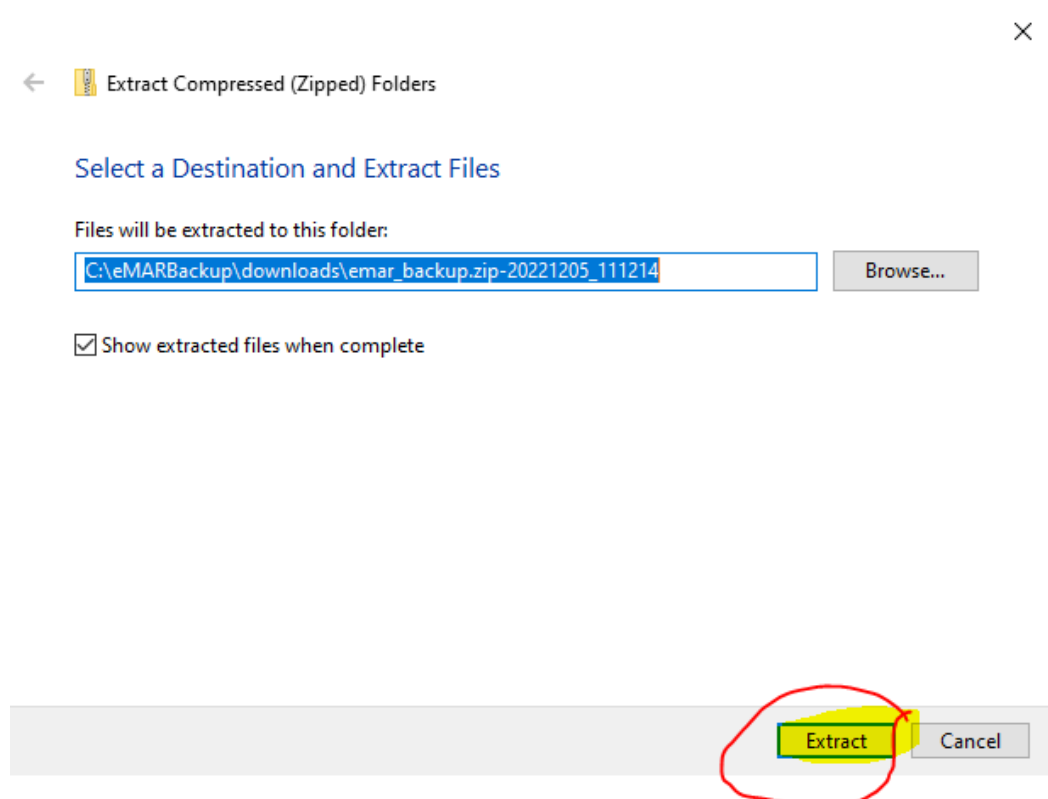 Extract Compressed (Zipped) Folders
Select a Destination and Extract Files
Files will be extracted to this folder:
C:\eMARBackup\downloads\emar_backup.zip-20221205_111214
Browse...
Show extracted files when complete
Extract
Cancel